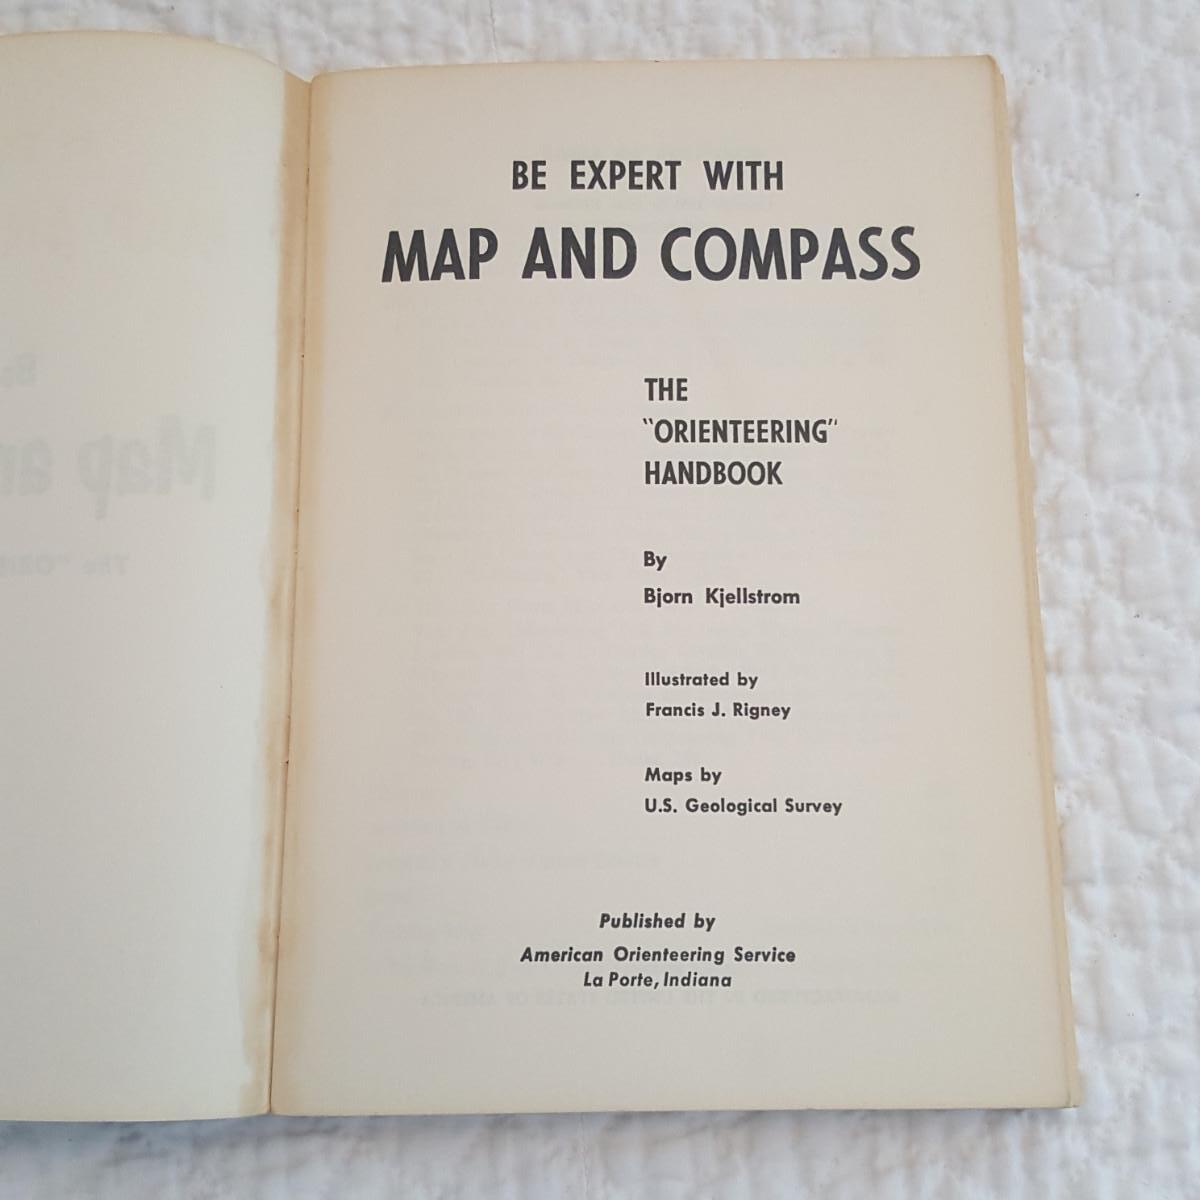 BE EXPERT WITH
MAP AND COMPASS
THE
"ORIENTEERING"
HANDBOOK
By
Bjorn Kjellstrom
Illustrated by
Francis J. Rigney
Maps by
U.S. Geological Survey
Published by
American Orienteering Service
La Porte, Indiana